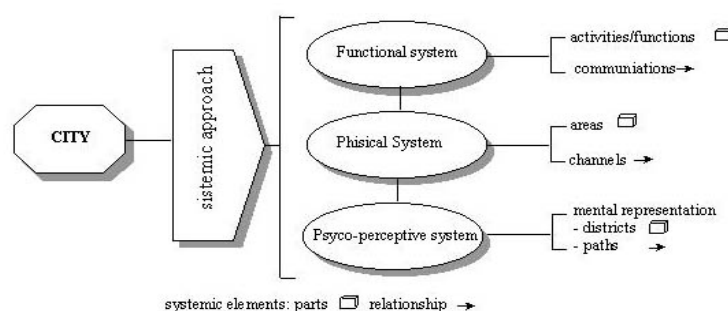 CITY
sistemic approach
Functional system
activities/functions
communiations
Phisical System
areas
channels
Psyco-perceptive system
mental representation
- districts
- paths
systemic elements: parts relationship